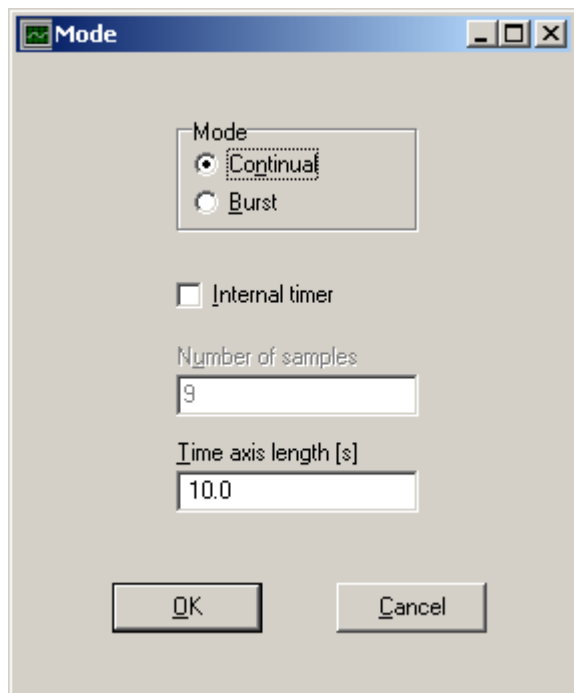 Mode
Mode
Continual
Burst
Internal timer
Number of samples
9
Time axis length [s]
10.0
OK
Cancel